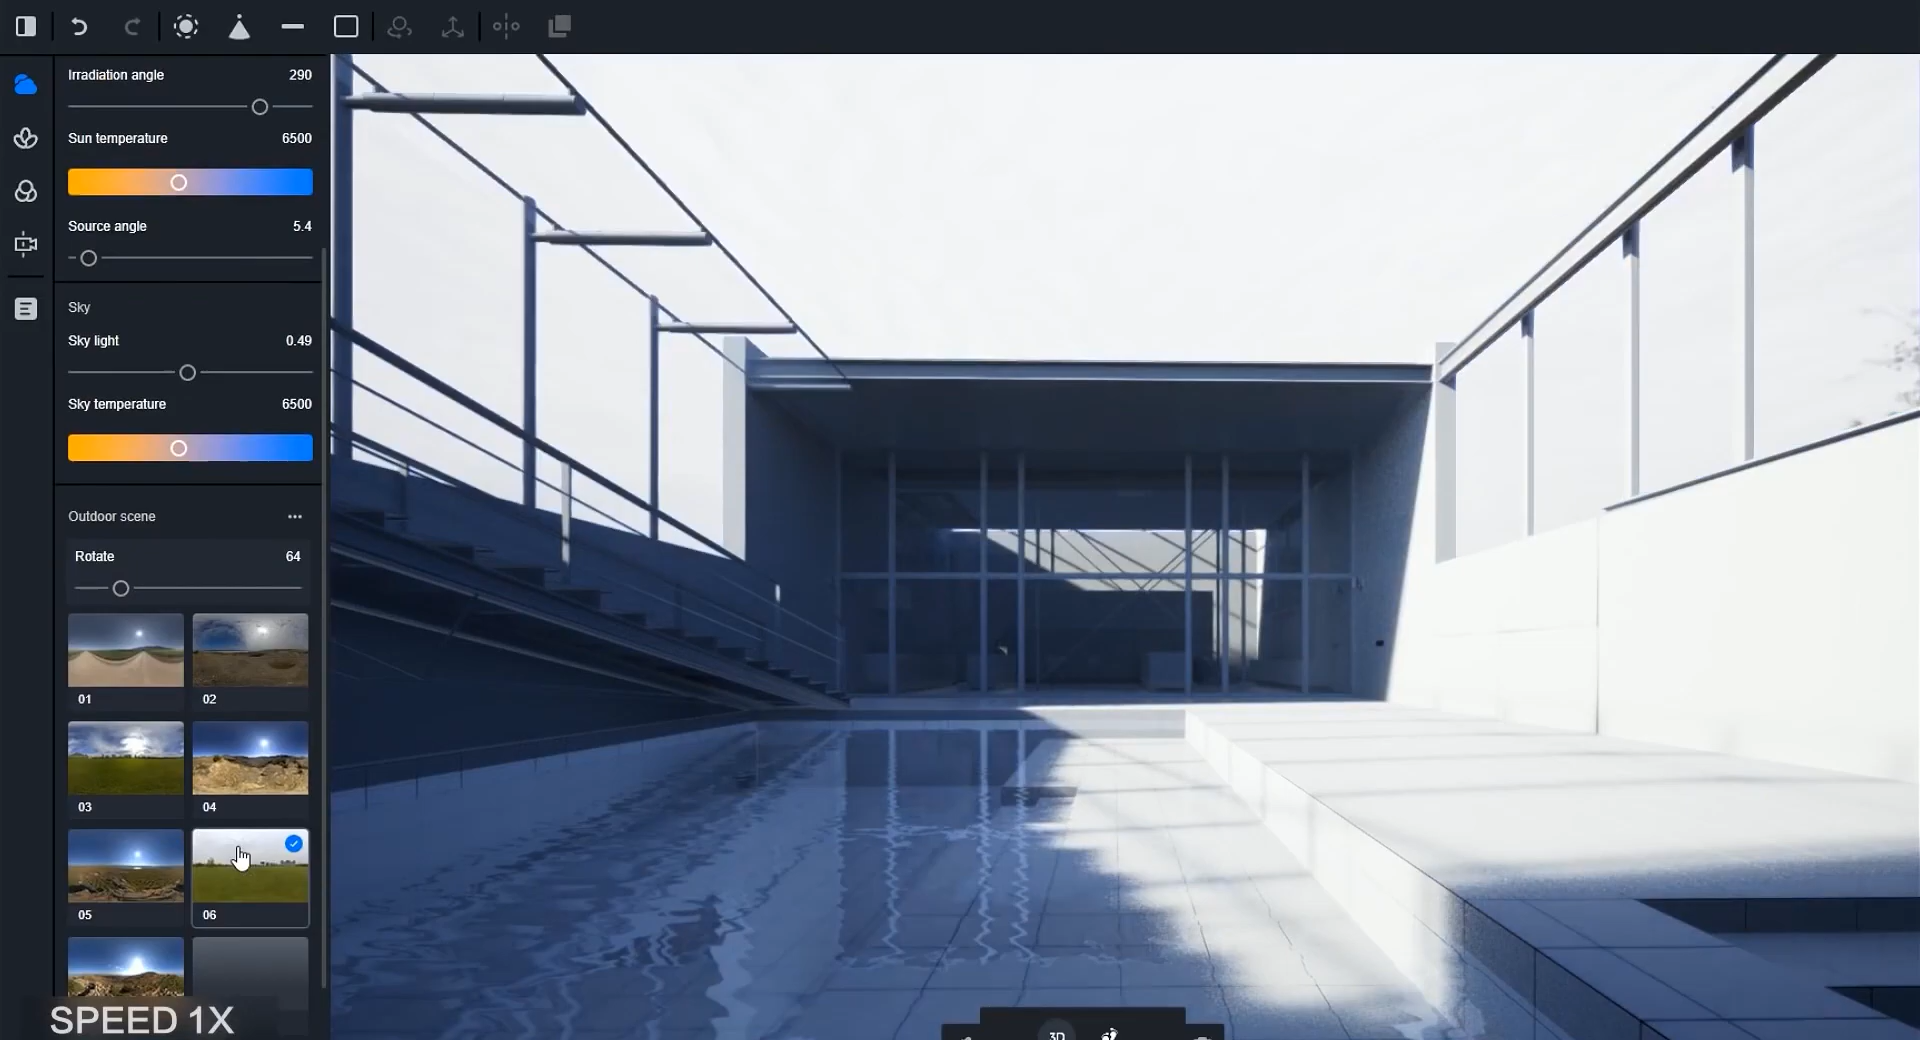 Irradiation angle 290
Sun temperature 6500
Source angle 5.4
Sky
Sky light 0.49
Sky temperature 6500
Outdoor scene
Rotate 64
01 02
03 04
05 06
SPEED 1X
3D